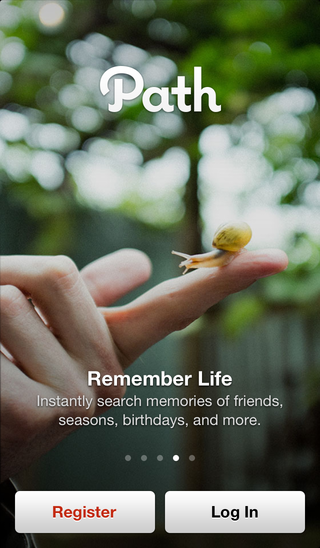 Path
Remember Life
Instantly search memories of friends,
seasons, birthdays, and more.
Register
Log In